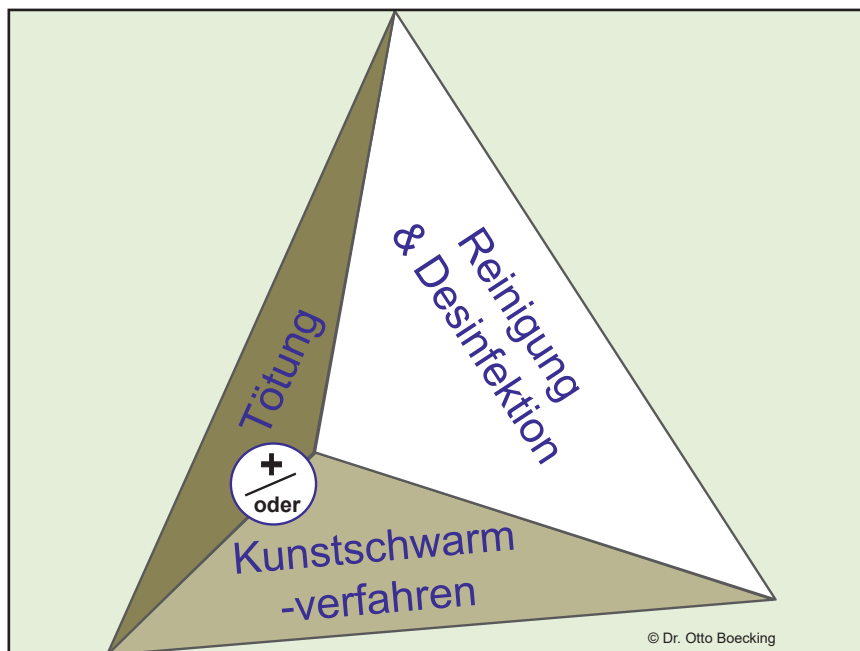 Tötung
Reinigung
& Desinfektion
+
oder
Kunstschwarm
-verfahren
© Dr. Otto Boecking